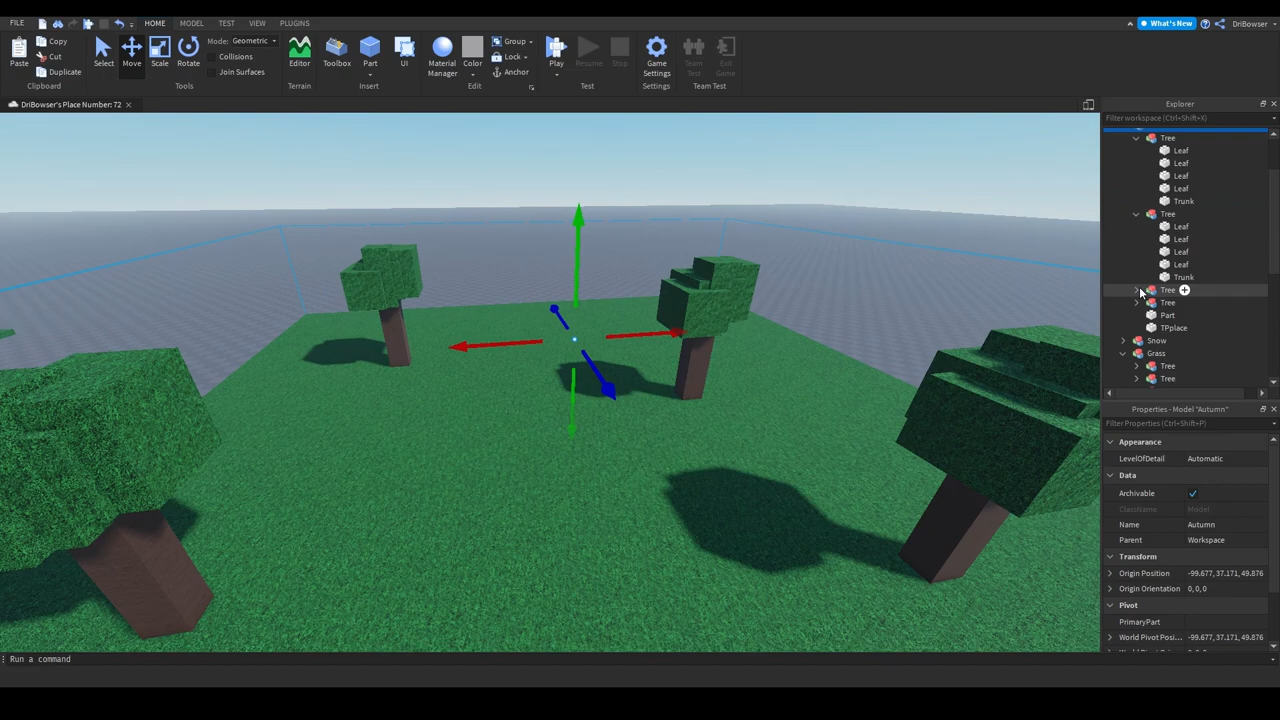 FILE HOME MODEL TEST VIEW PLUGINS What's New DriBowser
Copy Mode: Geometric Group
Cut Collisions Lock
Paste Duplicate Select Move Scale Rotate Join Surfaces Editor Toolbox Part UI Material Manager Color Anchor Play Resume Stop Game Settings Team Test Exit Game
Clipboard Tools Terrain Insert Edit Test Settings Team Test
DriBowser's Place Number: 72
Explorer
Filter workspace (Ctrl+Shift+X)
Tree
Leaf
Leaf
Leaf
Leaf
Trunk
Tree
Leaf
Leaf
Leaf
Leaf
Trunk
Tree
Tree
Part
TPplace
Snow
Grass
Tree
Tree
Properties - Model "Autumn"
Filter Properties (Ctrl+Shift+P)
Appearance
LevelOfDetail Automatic
Data
Archivable
ClassName Model
Name Autumn
Parent Workspace
Transform
Origin Position -99.677, 37.171, 49.876
Origin Orientation 0, 0, 0
Pivot
PrimaryPart
World Pivot Posi... -99.677, 37.171, 49.876
Run a command